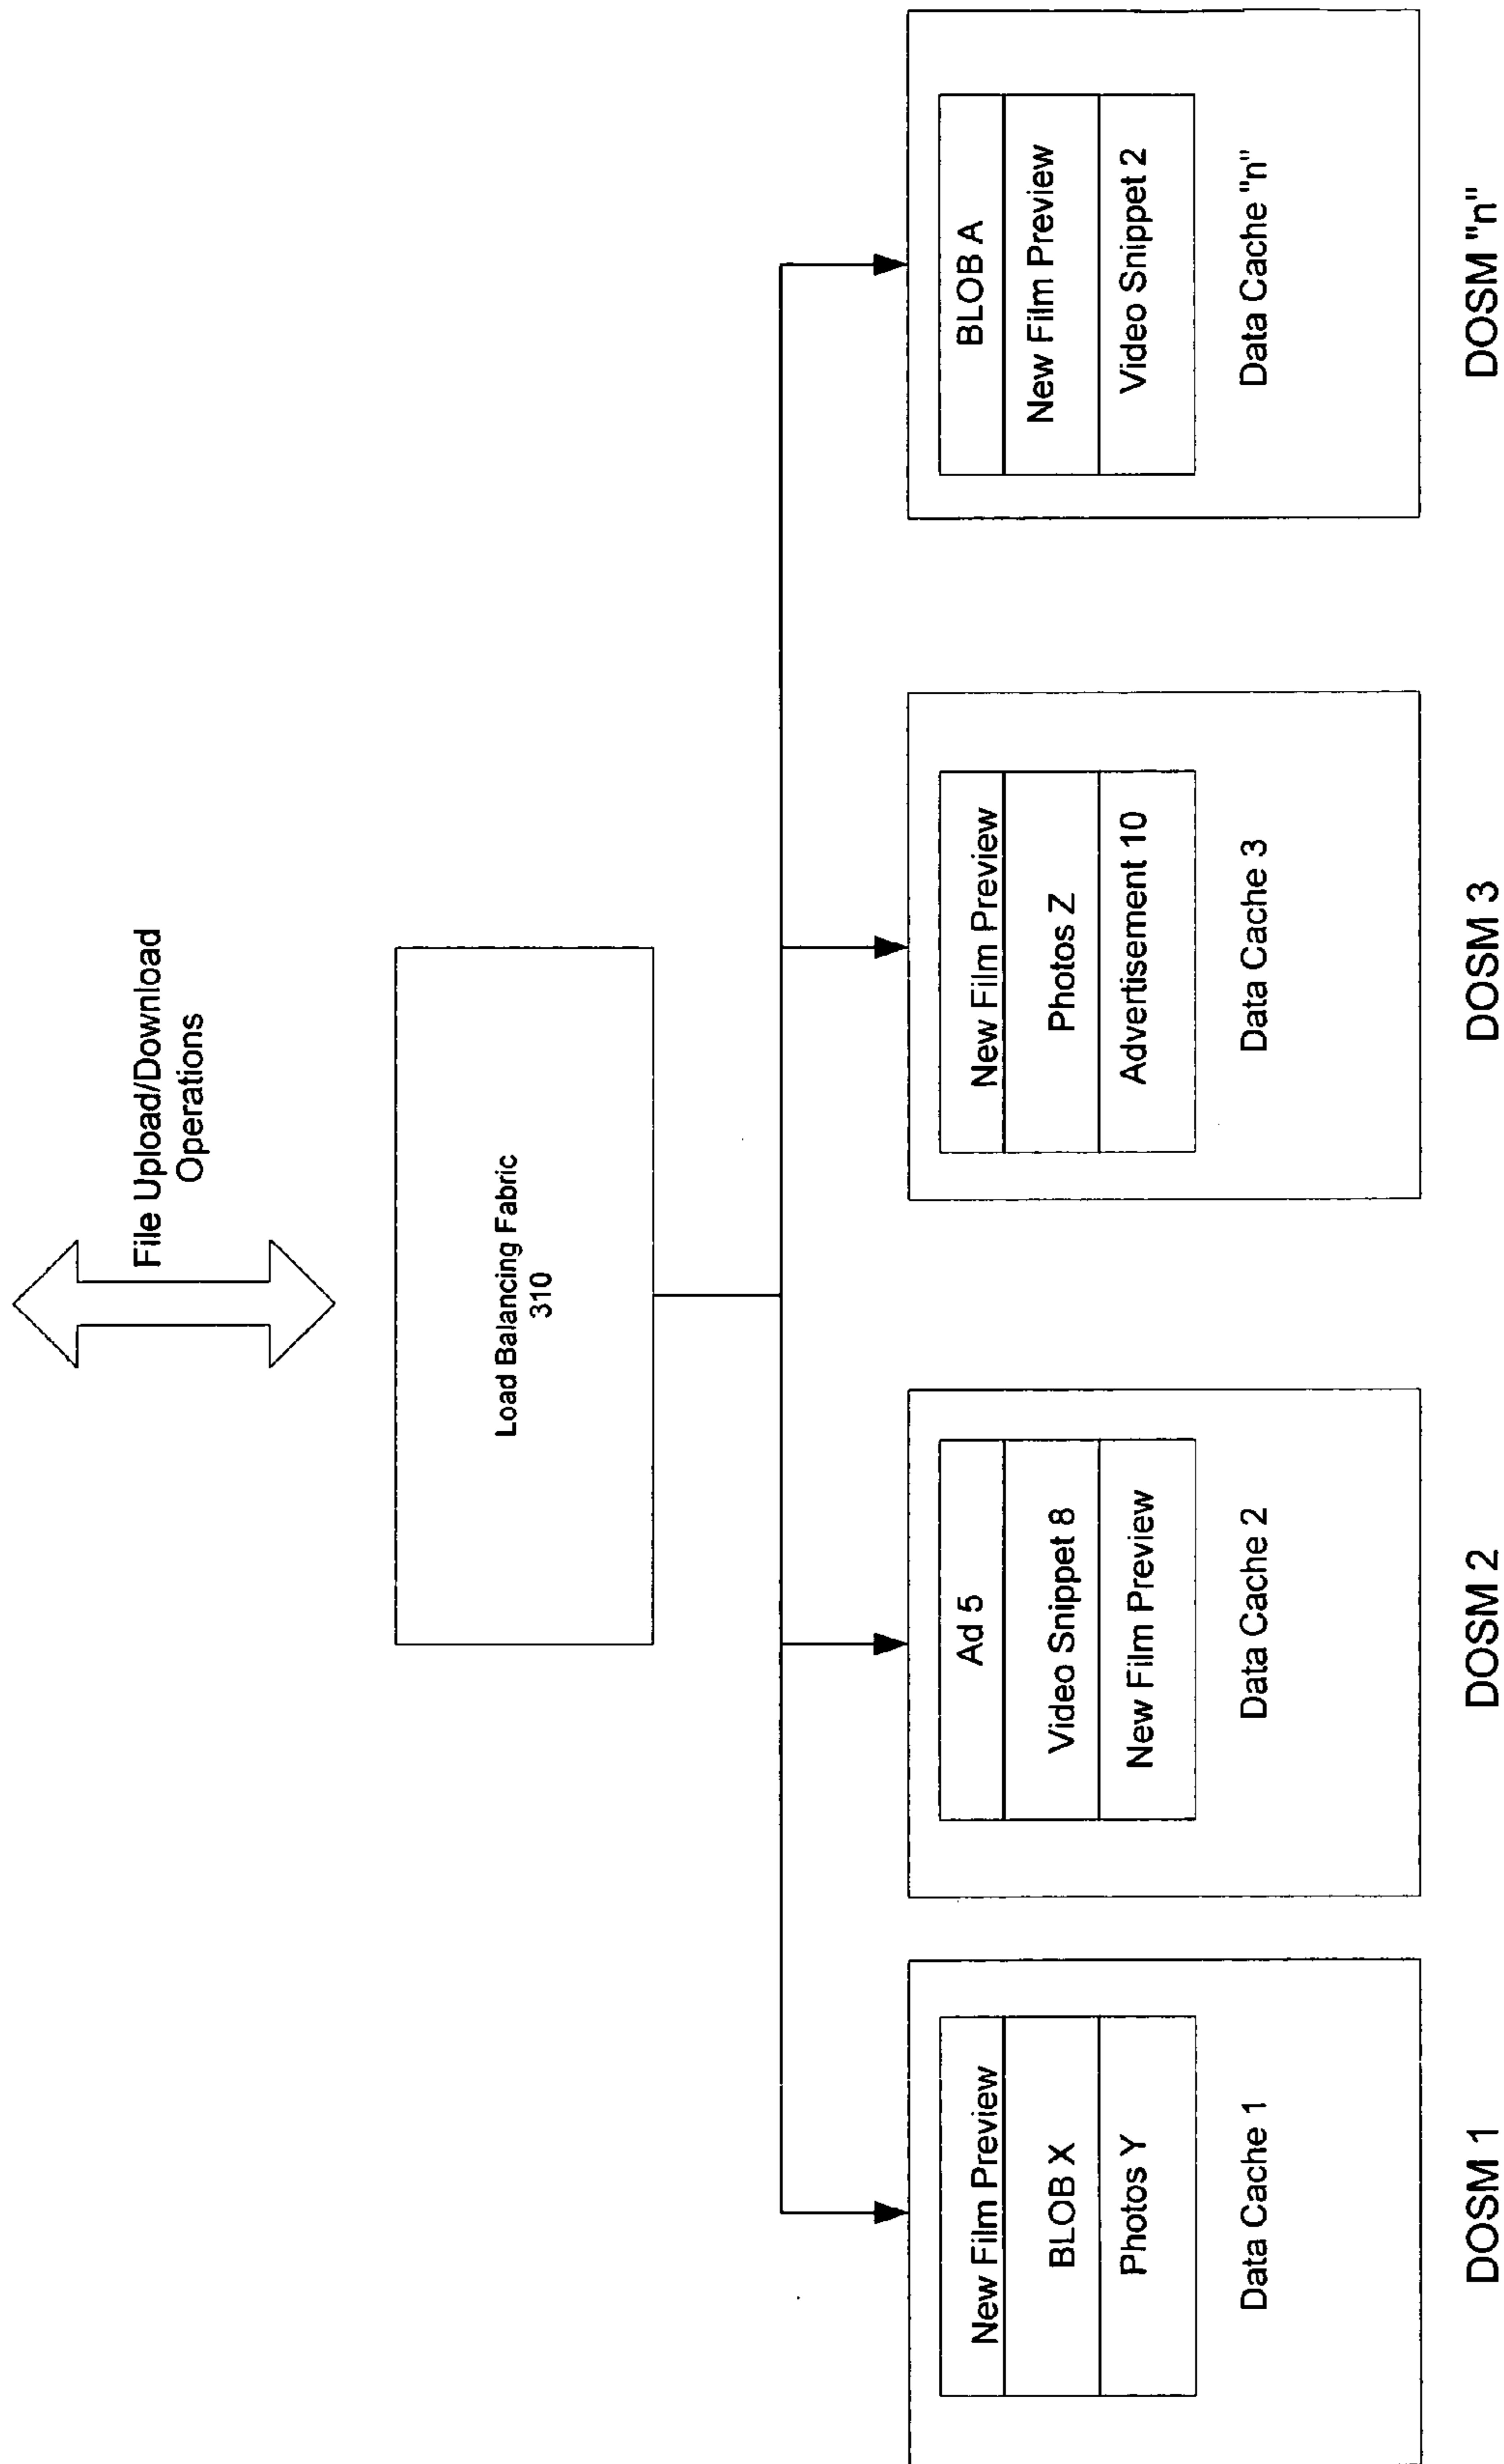 File Upload/Download
Operations
Load Balancing Fabric
310
New Film Preview
BLOB X
Photos Y
Data Cache 1
DOSM 1
Ad 5
Video Snippet 8
New Film Preview
Data Cache 2
DOSM 2
New Film Preview
Photos Z
Advertisement 10
Data Cache 3
DOSM 3
BLOB A
New Film Preview
Video Snippet 2
Data Cache "n"
DOSM "n"